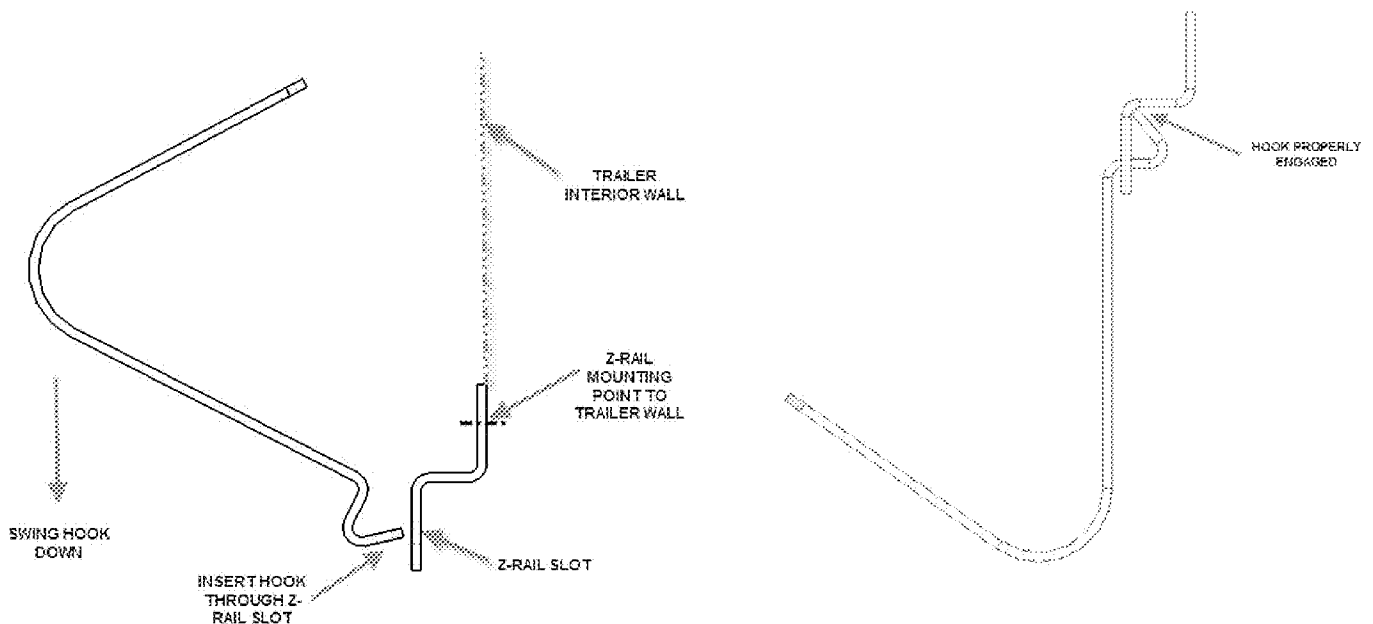 TRAILER
INTERIOR WALL
HOOK PROPERLY
ENGAGED
Z-RAIL
MOUNTING
POINT TO
TRAILER WALL
SWING HOOK
DOWN
Z-RAIL SLOT
INSERT HOOK
THROUGH Z-
RAIL SLOT